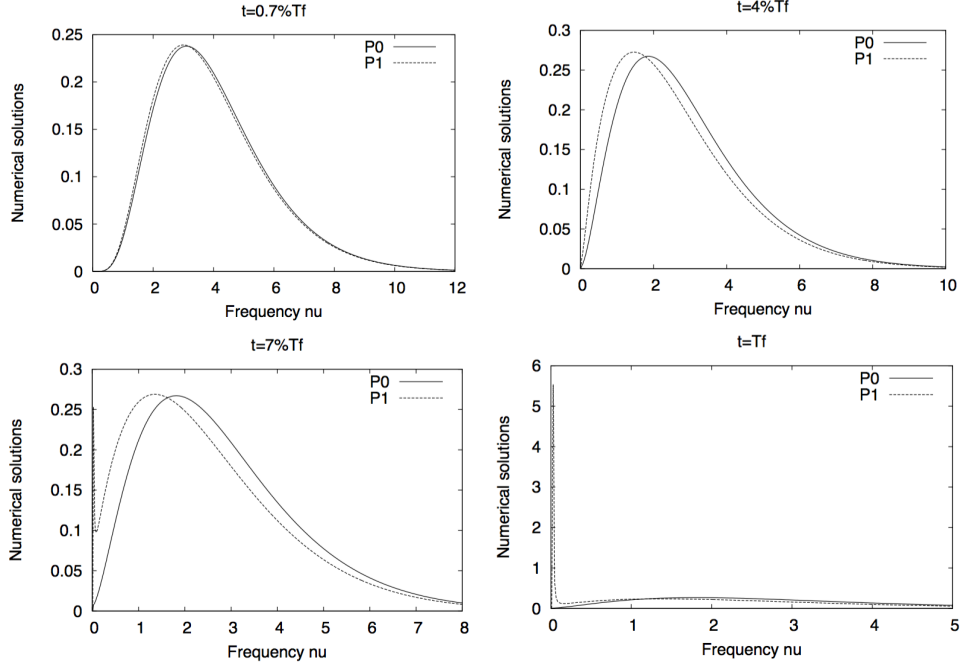 t=0.7%Tf
0.25
0.2
0.15
0.1
0.05
0
Numerical solutions
P0
P1
0 2 4 6 8 10 12
Frequency nu
t=4%Tf
0.3
0.25
0.2
0.15
0.1
0.05
0
Numerical solutions
P0
P1
0 2 4 6 8 10
Frequency nu
t=7%Tf
0.3
0.25
0.2
0.15
0.1
0.05
0
Numerical solutions
P0
P1
0 1 2 3 4 5 6 7 8
Frequency nu
t=Tf
6
5
4
3
2
1
0
Numerical solutions
P0
P1
0 1 2 3 4 5
Frequency nu